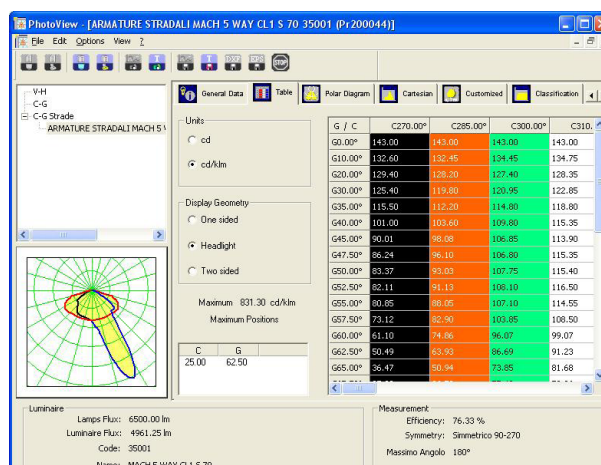 PhotoView - [ARMATURE STRADALI MACH 5 WAY CL1 S 70 35001 (Pr200044)]
File Edit Options View ?
STOP
V-H
C-G
C-G Strade
ARMATURE STRADALI MACH 5
General Data Table Polar Diagram Cartesian Customized Classification
Units
cd
cd/klm
Display Geometry
One sided
Headlight
Two sided
Maximum 831.30 cd/klm
Maximum Positions
C G
25.00 62.50
G / C C270.00° C285.00° C300.00° C310.
G0.00° 143.00 143.00 143.00 143.00
G10.00° 132.60 132.45 134.45 134.75
G20.00° 129.40 128.20 127.40 128.35
G30.00° 125.40 119.80 120.95 122.85
G35.00° 115.50 112.20 114.80 118.80
G40.00° 101.00 103.60 109.80 115.35
G45.00° 90.01 98.08 106.85 113.90
G47.50° 86.24 96.10 106.80 115.35
G50.00° 83.37 93.03 107.75 115.40
G52.50° 82.11 91.13 108.10 116.50
G55.00° 80.85 88.05 107.10 114.55
G57.50° 73.12 82.90 103.85 108.50
G60.00° 61.10 74.86 96.07 99.07
G62.50° 50.49 63.93 86.69 91.23
G65.00° 36.47 50.94 73.85 81.68
Luminaire
Lamps Flux: 6500.00 lm
Luminaire Flux: 4961.25 lm
Code: 35001
Name: MACH 5 WAY CL1 S 70
Measurement
Efficiency: 76.33 %
Symmetry: Simmetrico 90-270
Massimo Angolo 180°